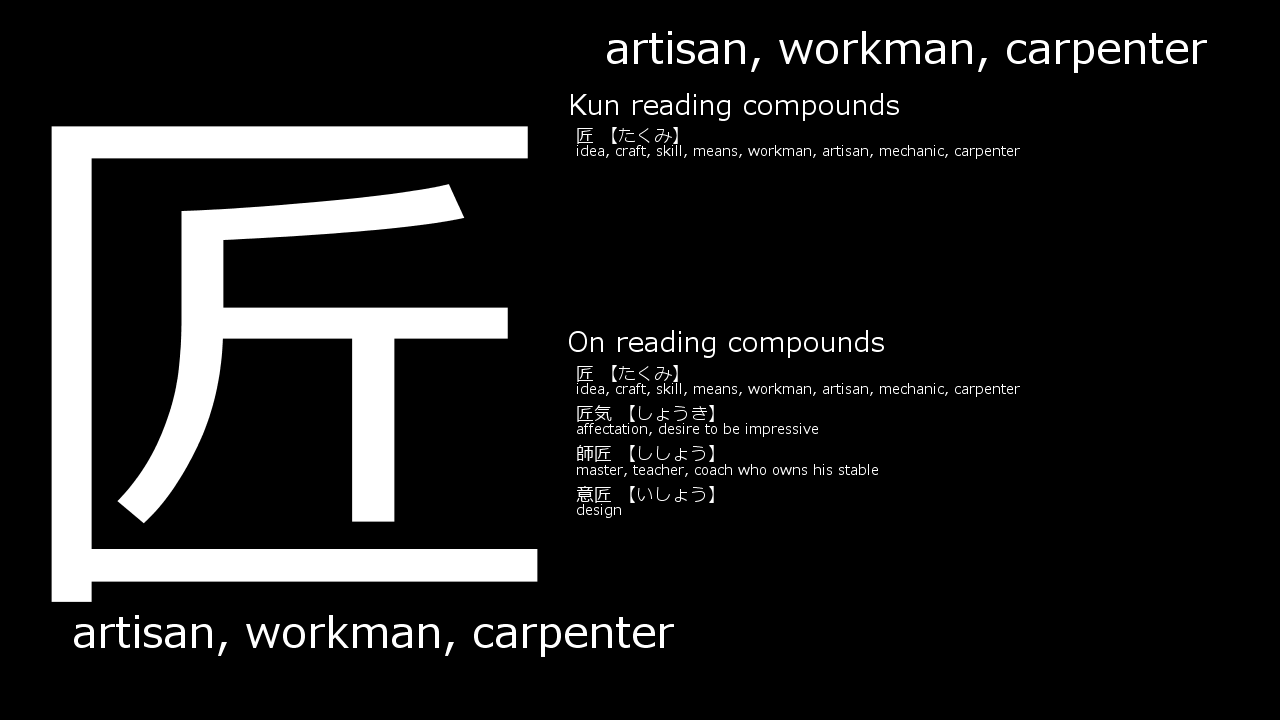 artisan, workman, carpenter
匠
Kun reading compounds
匠 【たくみ】
idea, craft, skill, means, workman, artisan, mechanic, carpenter
On reading compounds
匠 【たくみ】
idea, craft, skill, means, workman, artisan, mechanic, carpenter
匠気 【しょうき】
affectation, desire to be impressive
師匠 【ししょう】
master, teacher, coach who owns his stable
意匠 【いしょう】
design
artisan, workman, carpenter